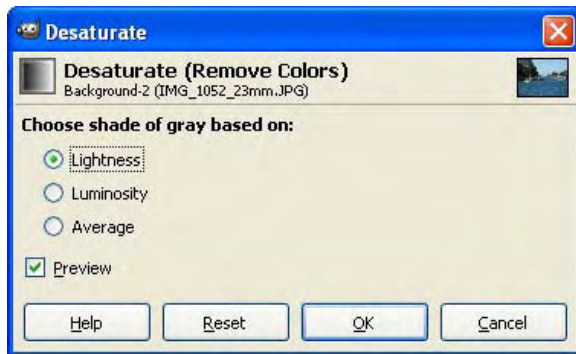 Desaturate
Desaturate (Remove Colors)
Background-2 (IMG_1052_23mm.JPG)
Choose shade of gray based on:
Lightness
Luminosity
Average
Preview
Help Reset OK Cancel